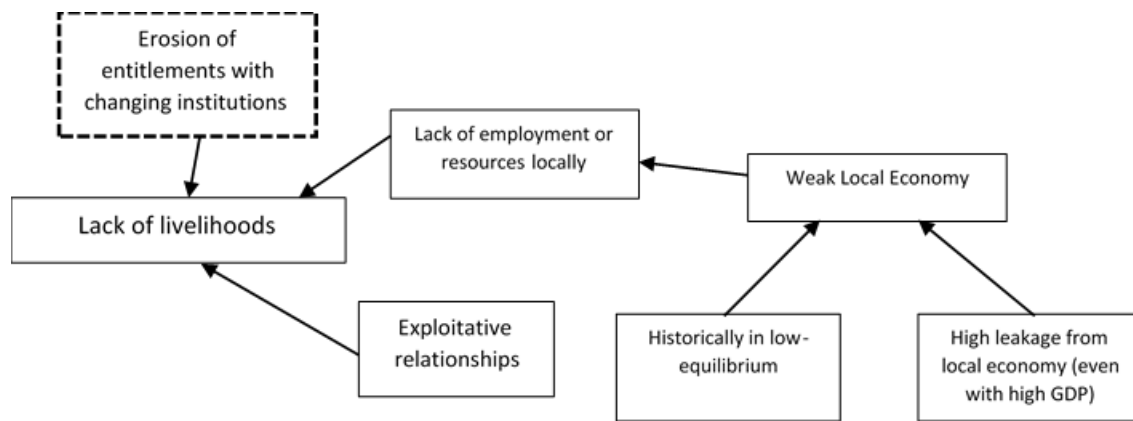 Erosion of
entitlements with
changing institutions
Lack of employment or
resources locally
Weak Local Economy
Lack of livelihoods
Exploitative
relationships
Historically in low-
equilibrium
High leakage from
local economy (even
with high GDP)